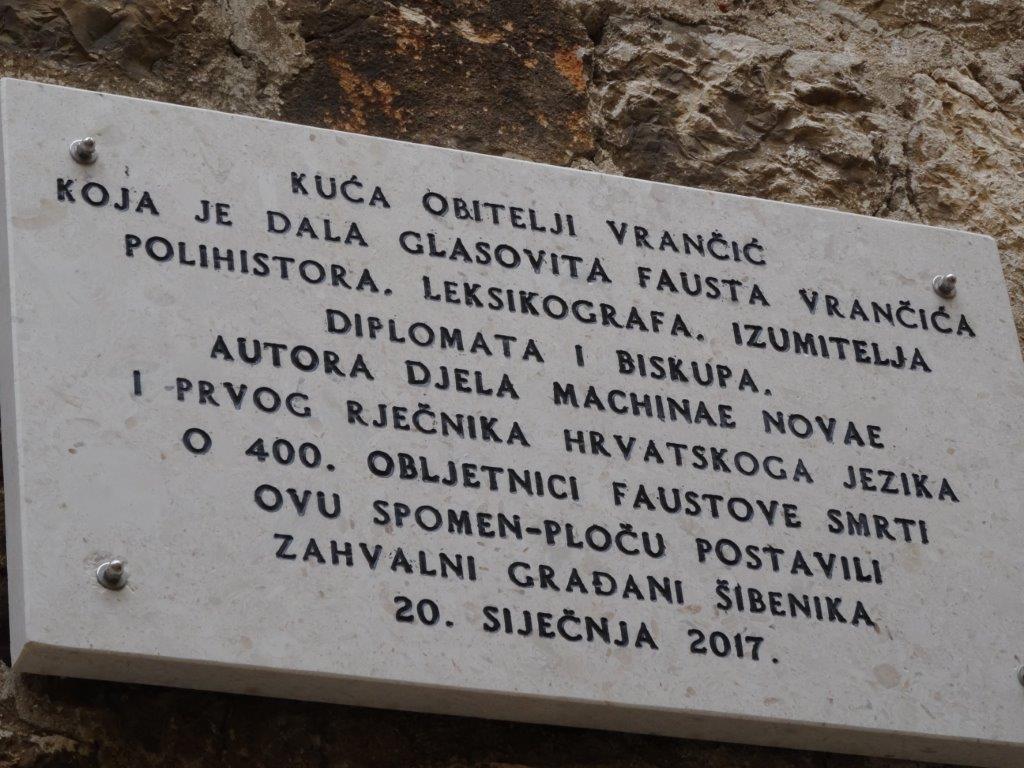 KUĆA OBITELJI VRANČIĆ
KOJA JE DALA GLASOVITA FAUSTA VRANČIĆA
POLIHISTORA. LEKSIKOGRAFA. IZUMITELJA
DIPLOMATA I BISKUPA.
AUTORA DJELA MACHINAE NOVAE
I PRVOG RJEČNIKA HRVATSKOGA JEZIKA
O 400. OBLJETNICI FAUSTOVE SMRTI
OVU SPOMEN-PLOČU POSTAVILI
ZAHVALNI GRAĐANI ŠIBENIKA
20. SIJEČNJA 2017.